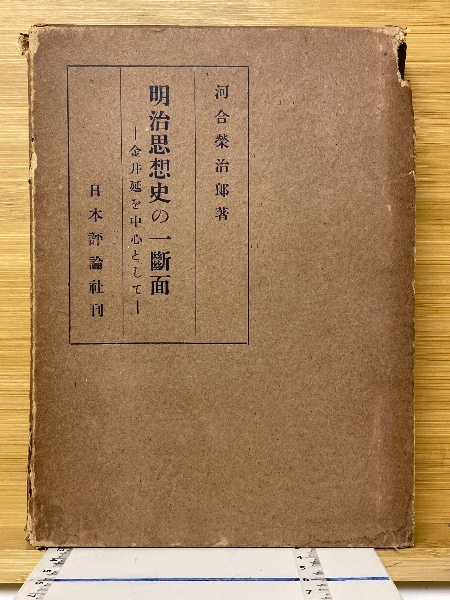 河合榮治郎著
明治思想史の一斷面
―金井延を中心として―
日本評論社刊